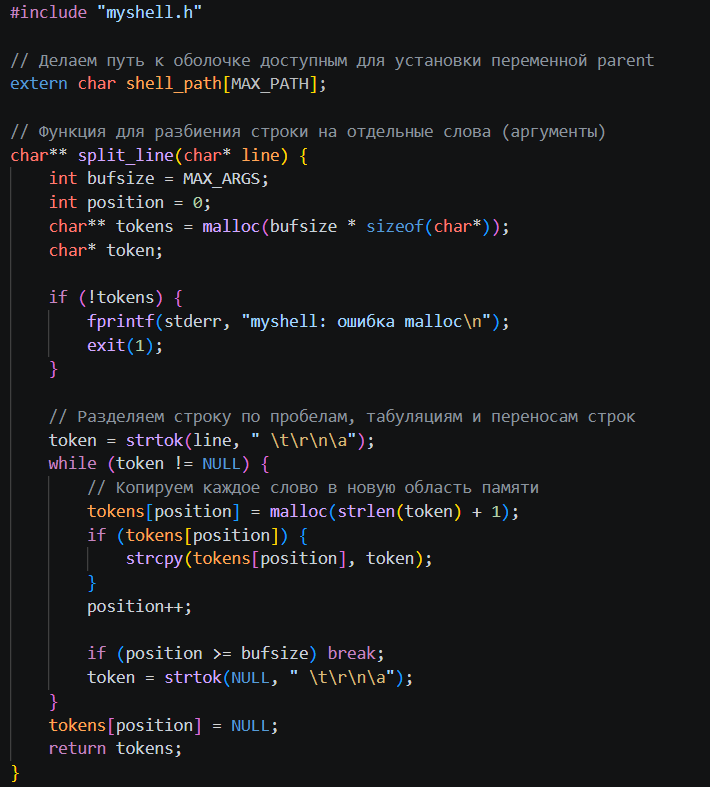 #include "myshell.h"

// Делаем путь к оболочке доступным для установки переменной parent
extern char shell_path[MAX_PATH];

// Функция для разбиения строки на отдельные слова (аргументы)
char** split_line(char* line) {
    int bufsize = MAX_ARGS;
    int position = 0;
    char** tokens = malloc(bufsize * sizeof(char*));
    char* token;

    if (!tokens) {
        fprintf(stderr, "myshell: ошибка malloc\n");
        exit(1);
    }

    // Разделяем строку по пробелам, табуляциям и переносам строк
    token = strtok(line, " \t\r\n\a");
    while (token != NULL) {
        // Копируем каждое слово в новую область памяти
        tokens[position] = malloc(strlen(token) + 1);
        if (tokens[position]) {
            strcpy(tokens[position], token);
        }
        position++;

        if (position >= bufsize) break;
        token = strtok(NULL, " \t\r\n\a");
    }
    tokens[position] = NULL;
    return tokens;
}